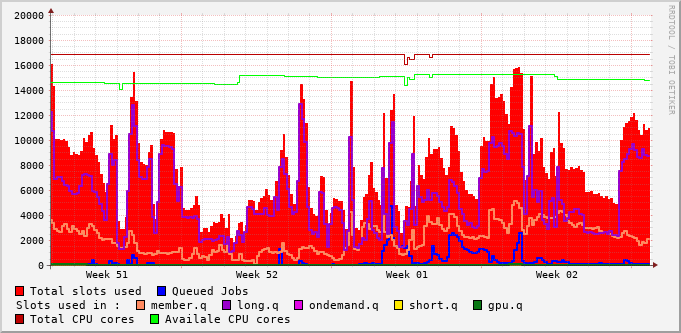 RRDTOOL / TOBI OETIKER
20000
18000
16000
14000
12000
10000
8000
6000
4000
2000
0
Week 51 Week 52 Week 01 Week 02
Total slots used Queued Jobs
Slots used in : member.q long.q ondemand.q short.q gpu.q
Total CPU cores Availale CPU cores